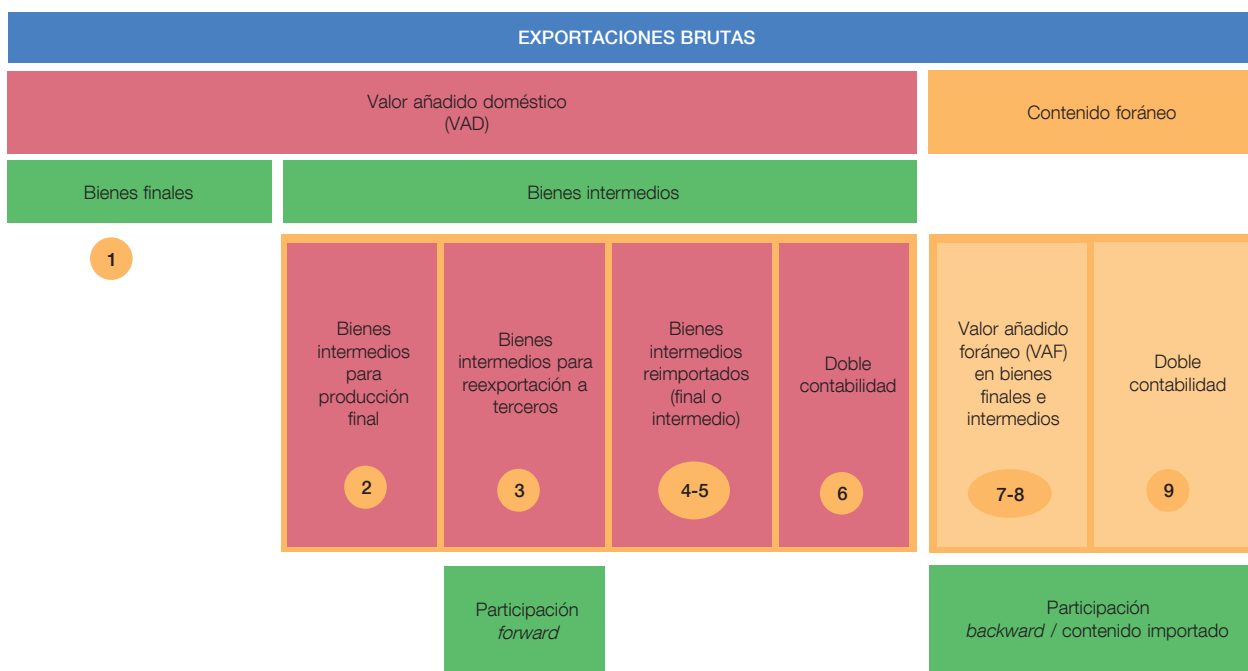 EXPORTACIONES BRUTAS
Valor añadido doméstico
(VAD)
Contenido foráneo
Bienes finales
Bienes intermedios
1
Bienes
intermedios
para
producción
final
2
Bienes
intermedios para
reexportación a
terceros
3
Bienes
intermedios
reimportados
(final o
intermedio)
4-5
Doble
contabilidad
6
Valor añadido
foráneo (VAF)
en bienes
finales e
intermedios
7-8
Doble
contabilidad
9
Participación
forward
Participación
backward / contenido importado